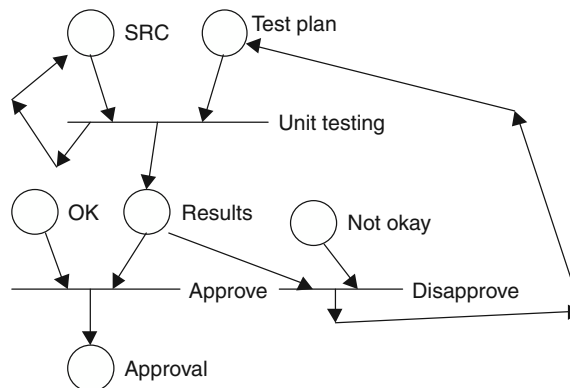 SRC
Test plan
Unit testing
OK
Results
Not okay
Approve
Disapprove
Approval